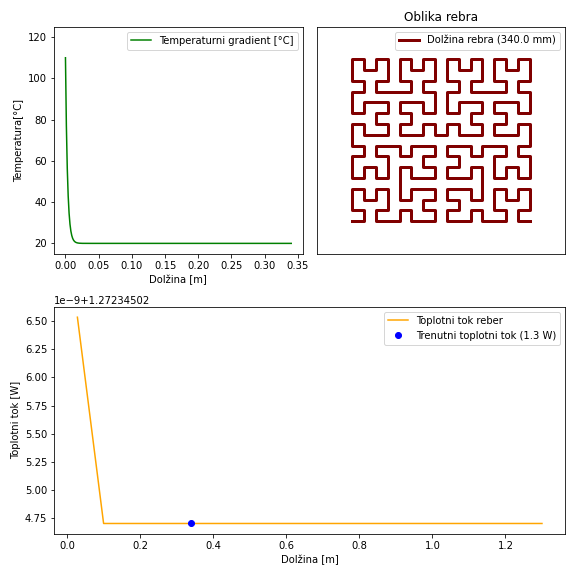 Oblika rebra
Temperaturni gradient [°C]
Dolžina rebra (340.0 mm)
120
100
80
60
40
20
Temperatura[°C]
0.00 0.05 0.10 0.15 0.20 0.25 0.30 0.35
Dolžina [m]
1e−9+1.27234502
Toplotni tok reber
Trenutni toplotni tok (1.3 W)
6.50
6.25
6.00
5.75
5.50
5.25
5.00
4.75
Toplotni tok [W]
0.0 0.2 0.4 0.6 0.8 1.0 1.2
Dolžina [m]